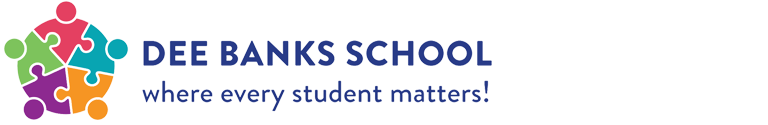 DEE BANKS SCHOOL
where every student matters!